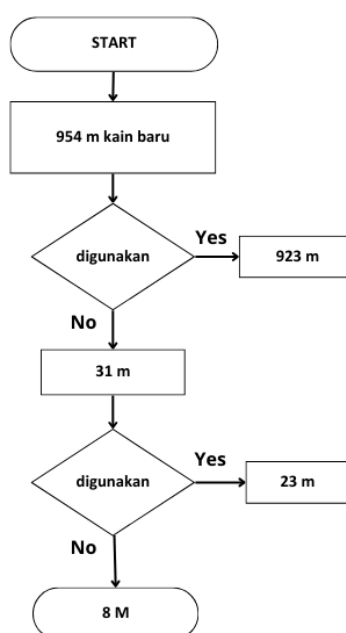 START
954 m kain baru
digunakan
Yes
923 m
No
31 m
digunakan
Yes
23 m
No
8 M